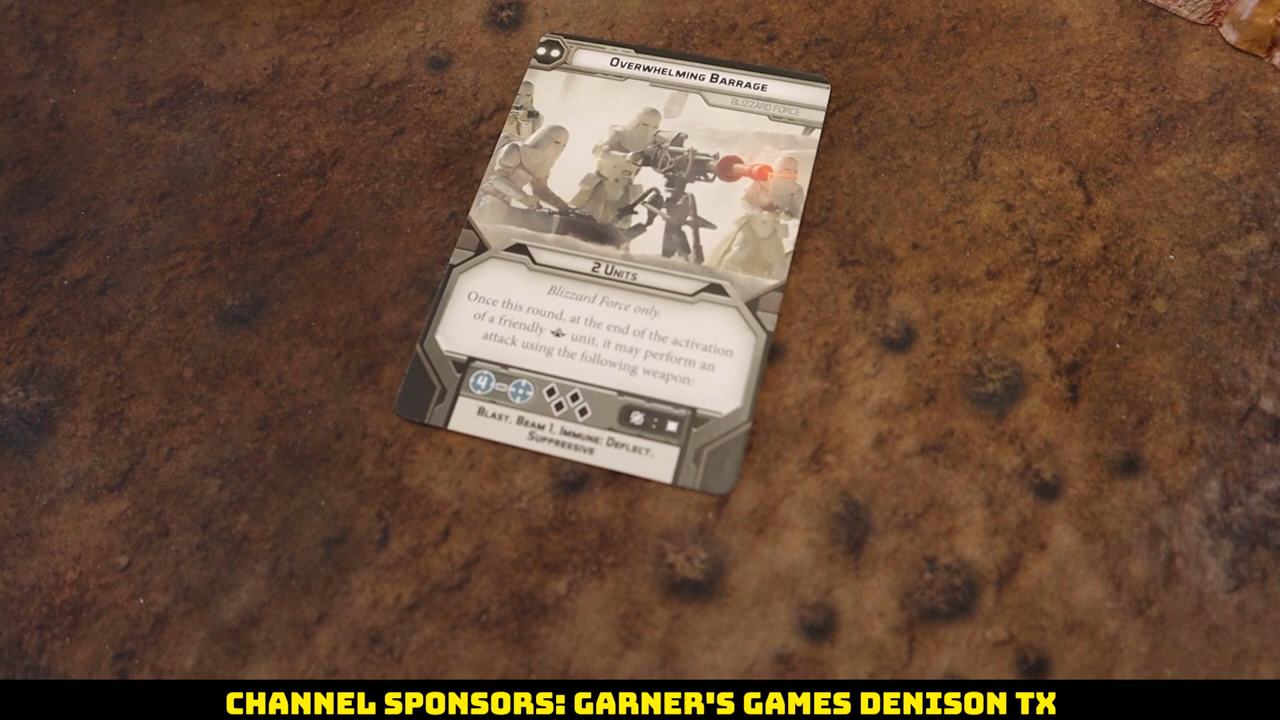 OVERWHELMING BARRAGE
BLIZZARD FORCE
2 UNITS
Blizzard Force only.
Once this round, at the end of the activation
of a friendly unit, it may perform an
attack using the following weapon:
4 -
BLAST, BEAM 1, IMMUNE: DEFLECT,
SUPPRESSIVE
CHANNEL SPONSORS: GARNER'S GAMES DENISON TX